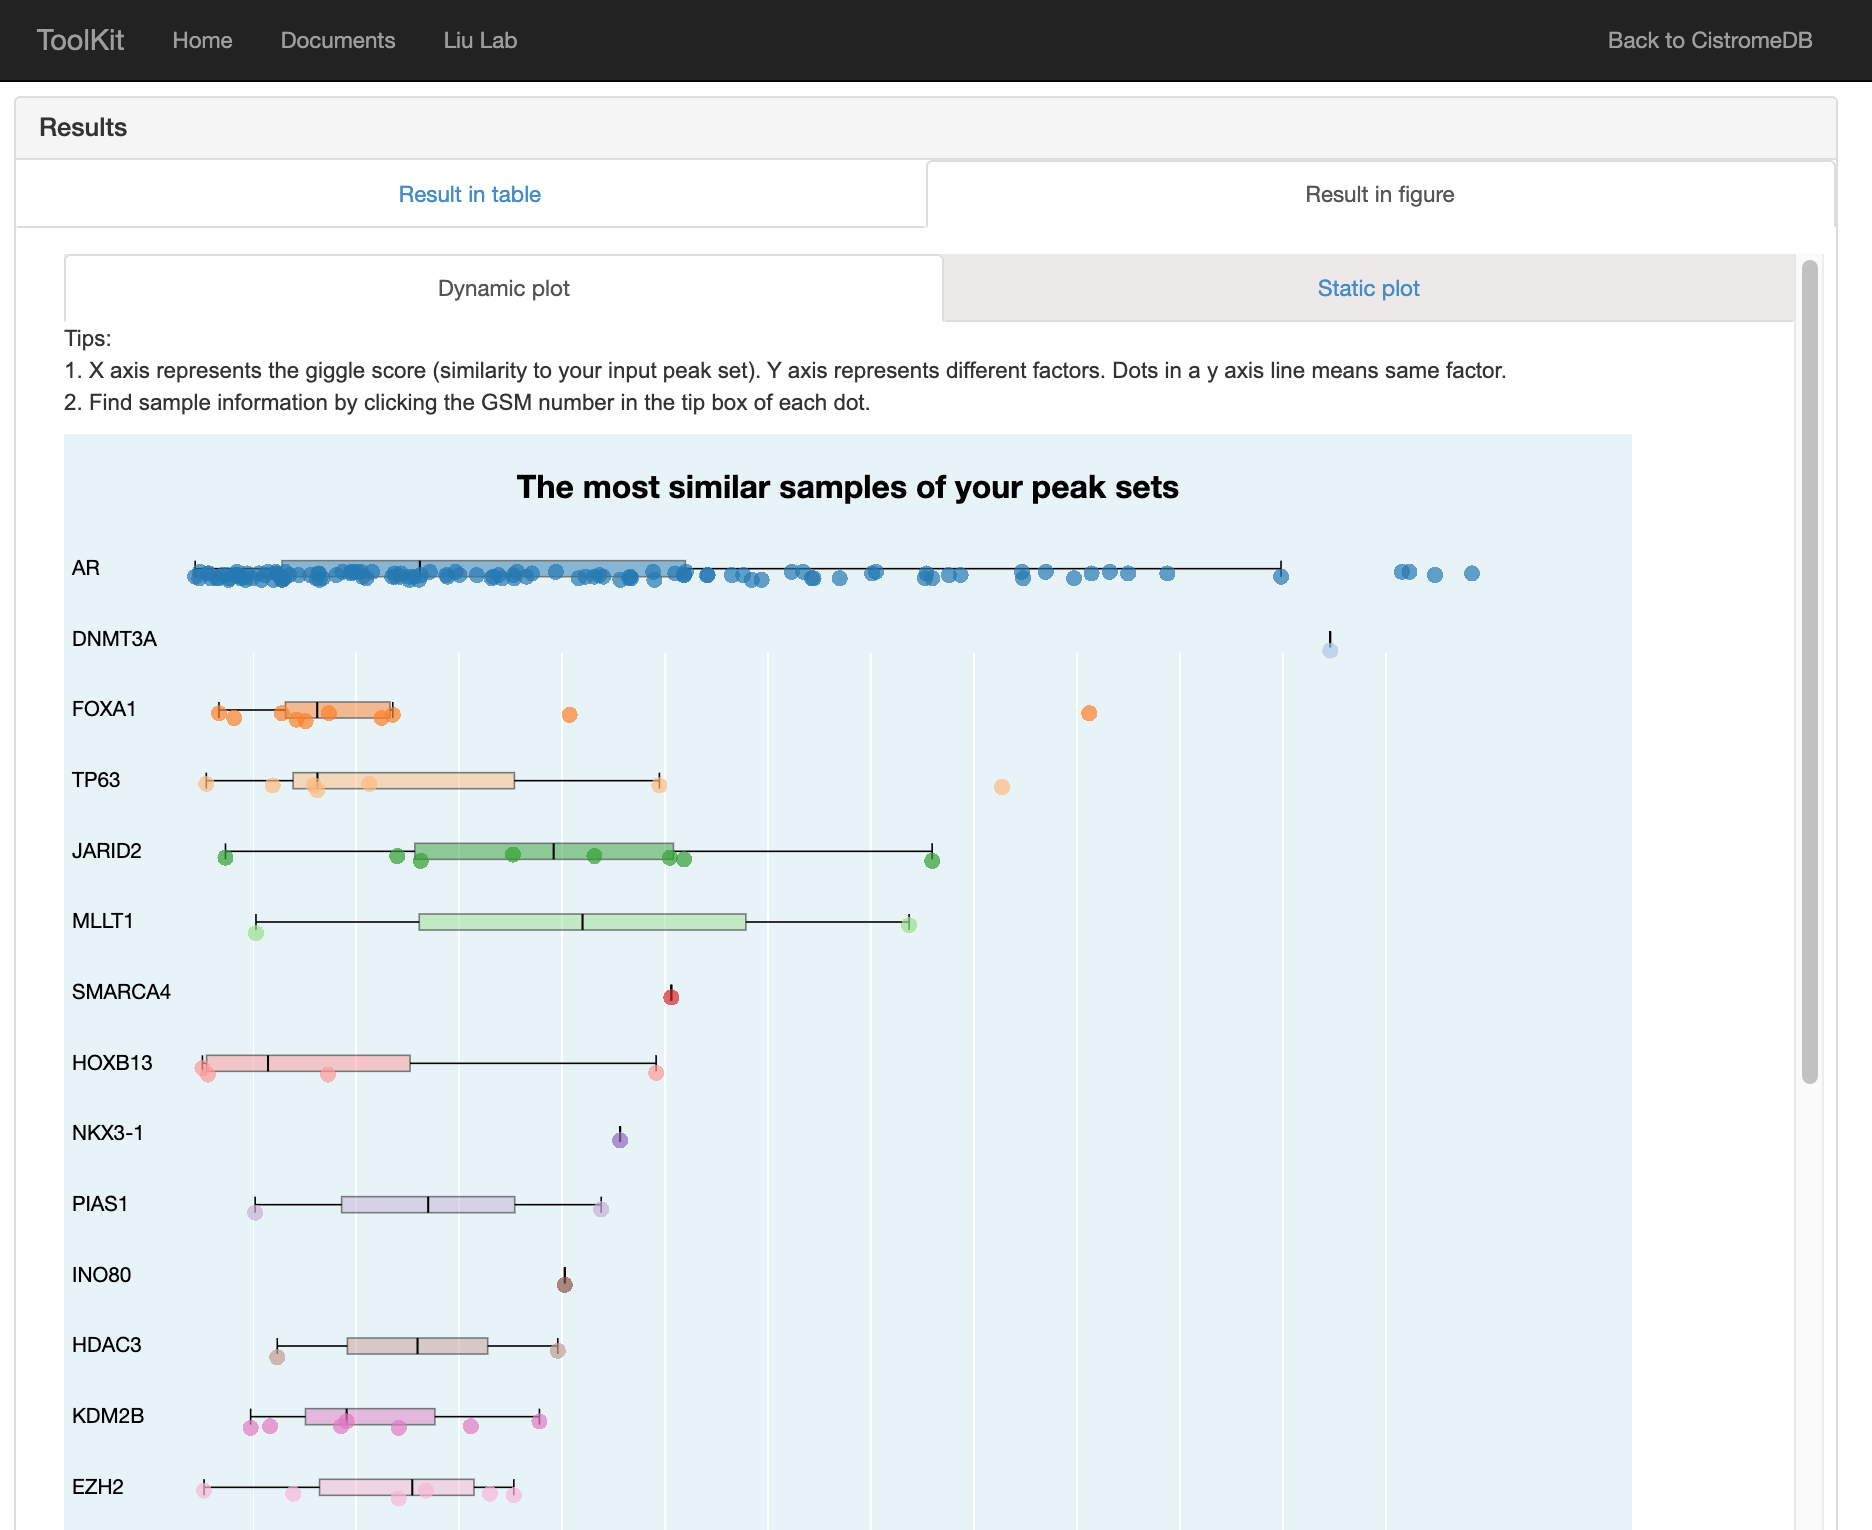 ToolKit Home Documents Liu Lab Back to CistromeDB
Results
Result in table Result in figure
Dynamic plot Static plot
Tips:
1. X axis represents the giggle score (similarity to your input peak set). Y axis represents different factors. Dots in a y axis line means same factor.
2. Find sample information by clicking the GSM number in the tip box of each dot.
The most similar samples of your peak sets
AR
DNMT3A
FOXA1
TP63
JARID2
MLLT1
SMARCA4
HOXB13
NKX3-1
PIAS1
INO80
HDAC3
KDM2B
EZH2